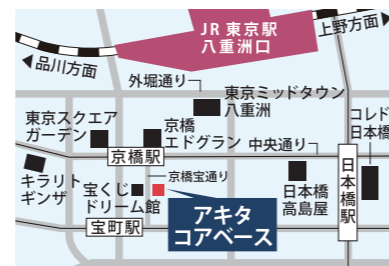 JR 東京駅
八重洲口
上野方面▶
◀品川方面
外堀通り
東京ミッドタウン
八重洲
東京スクエア
ガーデン
京橋
エドグラン
中央通り
コレド
日本橋
京橋駅
日本橋駅
キラリト
ギンザ
宝くじ
ドリーム館
京橋宝通り
日本橋
高島屋
宝町駅
アキタ
コアベース